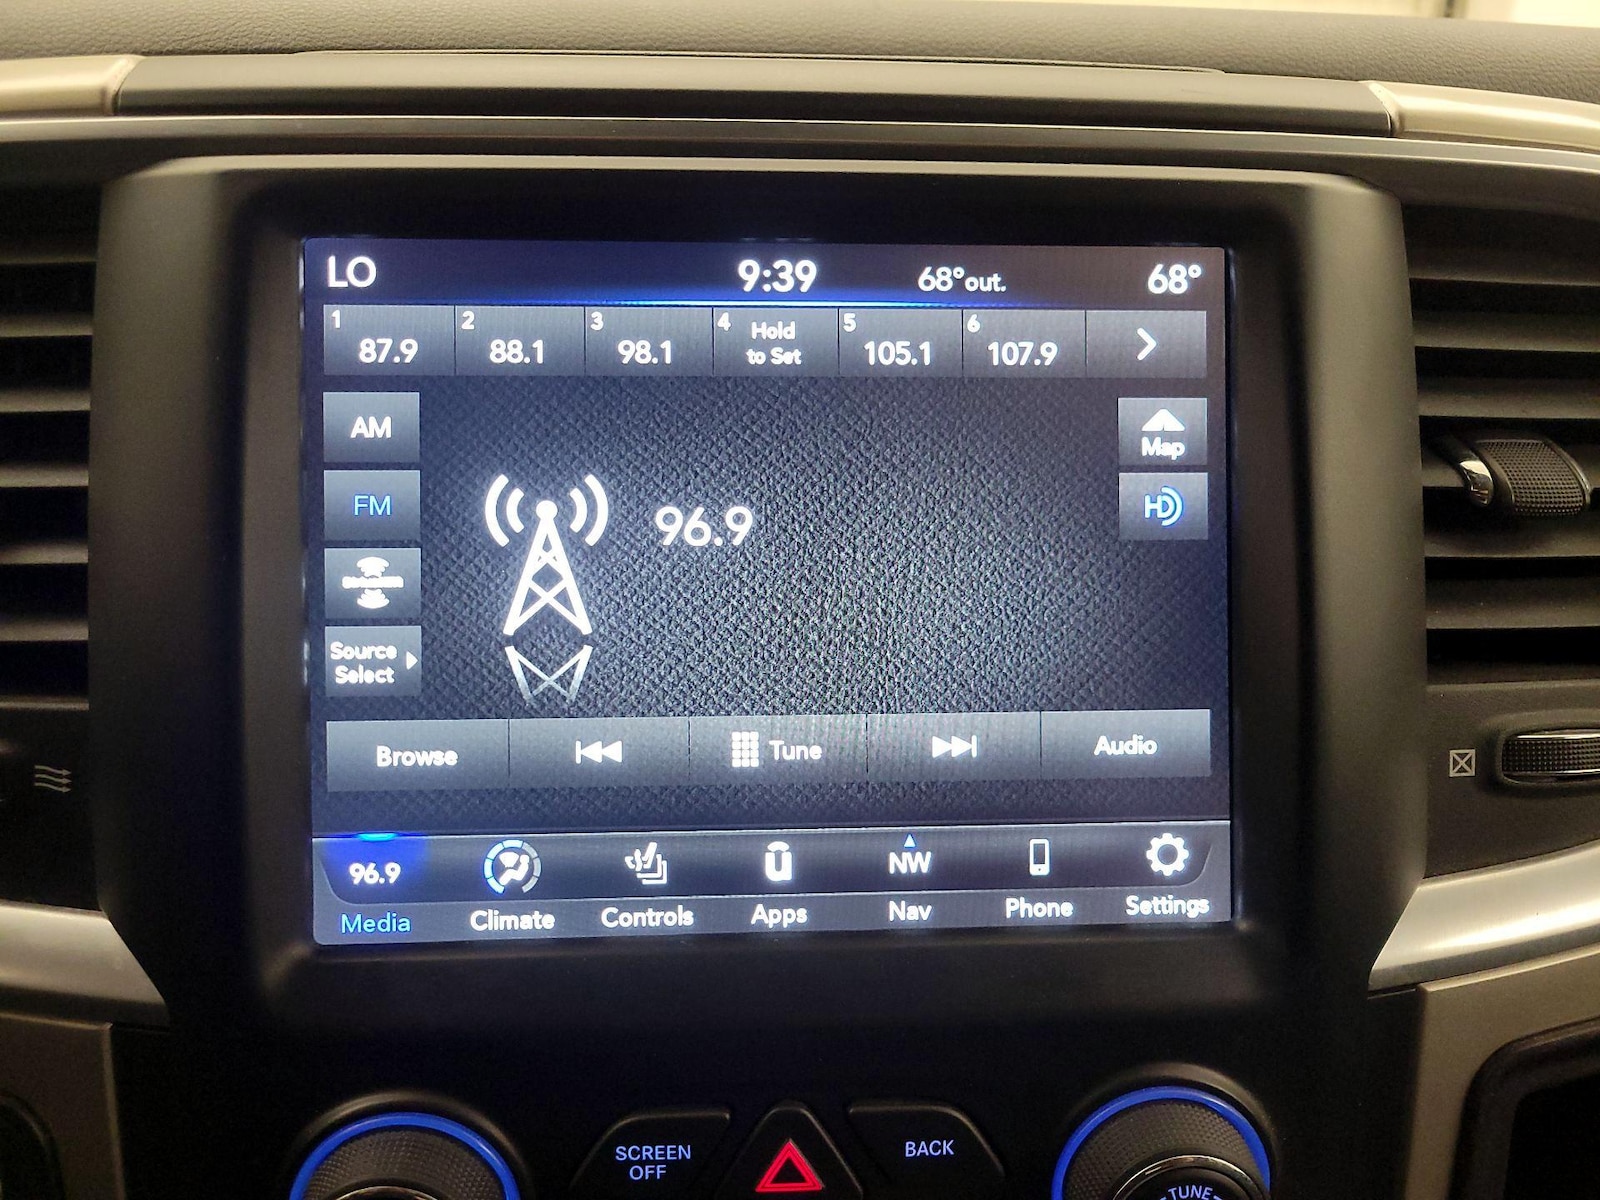 LO 9:39 68° out. 68°
1 87.9 2 88.1 3 98.1 4 Hold to Set 5 105.1 6 107.9
AM
Map
FM
HD
96.9
Source
Select
Browse Tune Audio
96.9 NW
Media Climate Controls Apps Nav Phone Settings
SCREEN
OFF
BACK
TUNE